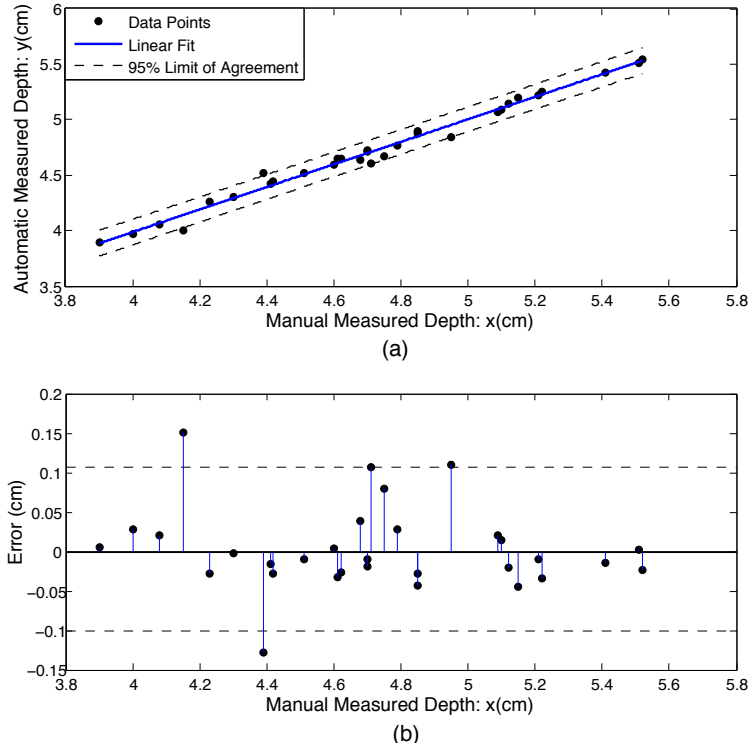 Automatic Measured Depth: y(cm)
6
5.5
5
4.5
4
3.5
Data Points
Linear Fit
95% Limit of Agreement
3.8 4 4.2 4.4 4.6 4.8 5 5.2 5.4 5.6 5.8
Manual Measured Depth: x(cm)
(a)
Error (cm)
0.2
0.15
0.1
0.05
0
−0.05
−0.1
−0.15
3.8 4 4.2 4.4 4.6 4.8 5 5.2 5.4 5.6 5.8
Manual Measured Depth: x(cm)
(b)